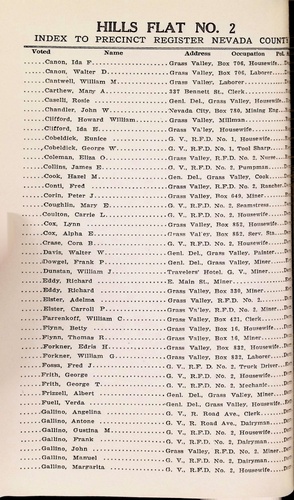 HILLS FLAT NO. 2
INDEX TO PRECINCT REGISTER NEVADA COUNT
Voted Name Address Occupation Pol.
Canon, Ida F. Grass Valley, Box 706, Housewife
Canon, Walter D. Grass Valley, Box 706, Laborer
Cantwell, William M. Grass Valley, Laborer
Carthew, Mary A. 337 Bennett St., Clerk
Caselli, Rosie Genl. Del., Grass Valley, Housewife
Chandler, John W. Nevada City, Box 789, Mining Eng.
Clifford, Howard William Grass Valley, Millman
Clifford, Ida E. Grass Valley, Housewife
Cobeldick, Eunice G. V., R.F.D. No. 1, Housewife
Cobeldick, George W. G. V., R.F.D. No. 1, Tool Sharp.
Coleman, Eliza O. Grass Valley, R.F.D. No. 2, Nurse
Collins, James E. G. V., R.F.D. No. 2, Pumpman
Cook, Hazel M. Gen. Del., Grass Valley, Cook
Conti, Fred Grass Valley, R.F.D. No. 2, Rancher
Corin, Peter J. Grass Valley, Box 649, Miner
Coughlin, Mary E. G. V., R.F.D. No. 2, Seamstress
Coulton, Carrie L. G. V., R.F.D. No. 2, Housewife
Cox, Lynn Grass Valley, Box 852, Housewife
Cox, Alpha E. Grass Valley, Box 852, Serv. Sta.
Crase, Cora B. G. V., R.F.D. No. 2, Housewife
Davis, Walter W. Genl. Del., Grass Valley, Painter
Dowgel, Frank P. Genl. Del., Grass Valley, Miner
Dunatan, William J. Travelers' Hotel, G. V., Miner
Eddy, Richard E. Main St., Miner
Eddy, Richard Grass Valley, Box 339, Miner
Elster, Adelma Grass Valley, R.F.D. No. 2
Elster, Carroll P. Grass Valley, R.F.D. No. 2, Miner
Farrenkoff, William C. Grass Valley, Box 421, Clerk
Flynn, Betty Grass Valley, Box 16, Housewife
Flynn, Thomas R. Grass Valley, Box 16, Miner
Forkner, Edris H. Grass Valley, Box 832, Housewife
Forkner, William G. Grass Valley, Box 832, Laborer
Foss, Fred J. G. V., R.F. D. No. 2, Truck Driver
Frith, George G. V., R.F.D. No. 2, Housewife
Frith, George T. G. V., R.F.D. No. 2, Mechanic
Frizzell, Albert Genl. Del., Grass Valley, Miner
Fuell, Verda Genl. Del., Grass Valley, Housewife
Gallino, Angelina G. V., R. Road Ave., Clerk
Gallino, Antone G. V., R. Road Ave., Dairyman
Gallino, Gustina M. G. V., R.F.D. No. 2, Housewife
Gallino, Frank G. V., R.F.D. No. 2, Dairyman
Gallino, John Grass Valley, R.F.D. No. 2, Miner
Gallino, Manuel G. V., R.F.D. No. 2, Dairyman
Gallino, Margarita G. V., R.F.D. No. 2, Housewife